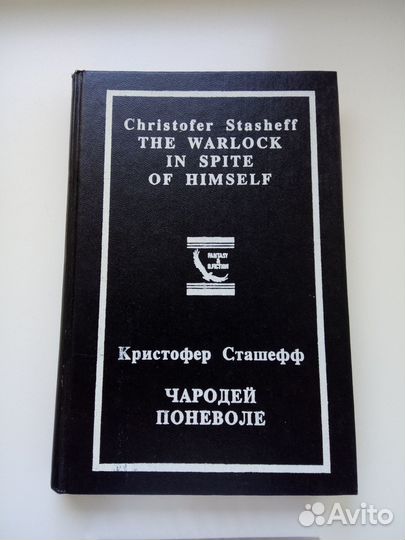 Christofer Stasheff
THE WARLOCK
IN SPITE
OF HIMSELF
FANTASY
&
S.FICTION
Кристофер Сташефф
ЧАРОДЕЙ
ПОНЕВОЛЕ
Avito